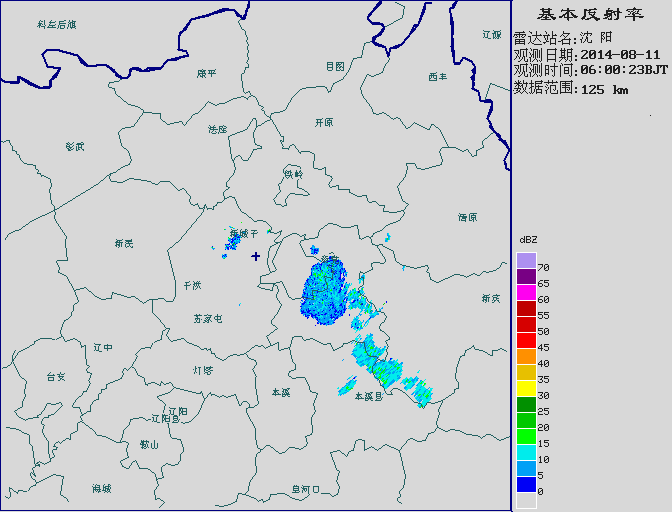 基本反射率
雷达站名:沈 阳
观测日期:2014-08-11
观测时间:06:00:23BJT
数据范围:125 km
科左后旗
辽源
康平
昌图
西丰
法库
开原
彰武
铁岭
清原
新城子
新民
于洪
新宾
苏家屯
辽中
灯塔
台安
本溪
本溪县
辽阳
辽阳县
鞍山
海城
dBZ
70
65
60
55
50
45
40
35
30
25
20
15
10
5
0